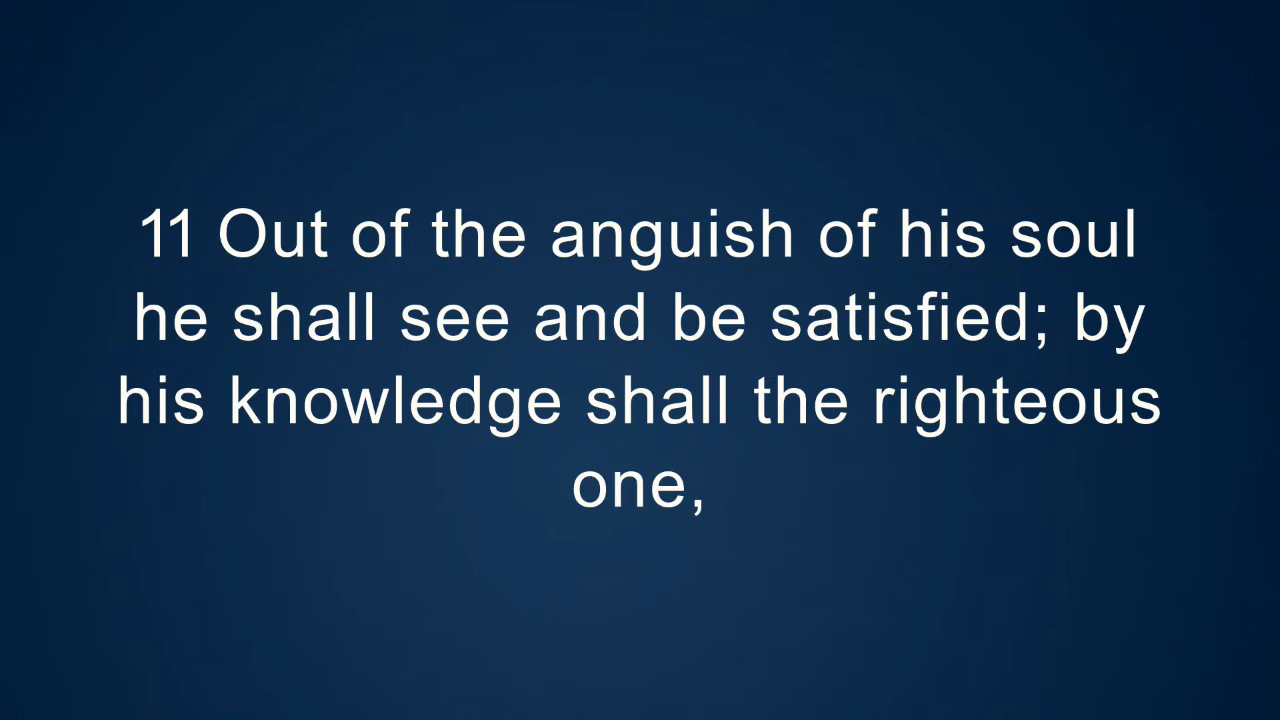 11 Out of the anguish of his soul
he shall see and be satisfied; by
his knowledge shall the righteous
one,